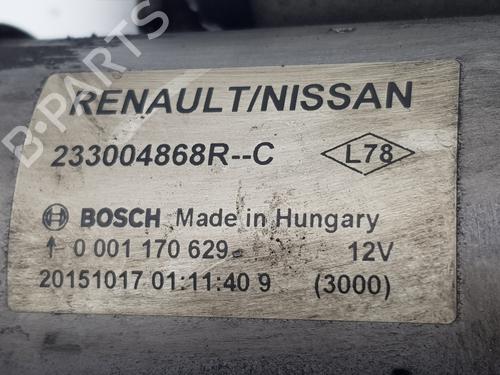 RENAULT/NISSAN
233004868R--C
L78
BOSCH Made in Hungary
0 001 170 629 12V
20151017 01:11:40 9 (3000)
B-PARTS